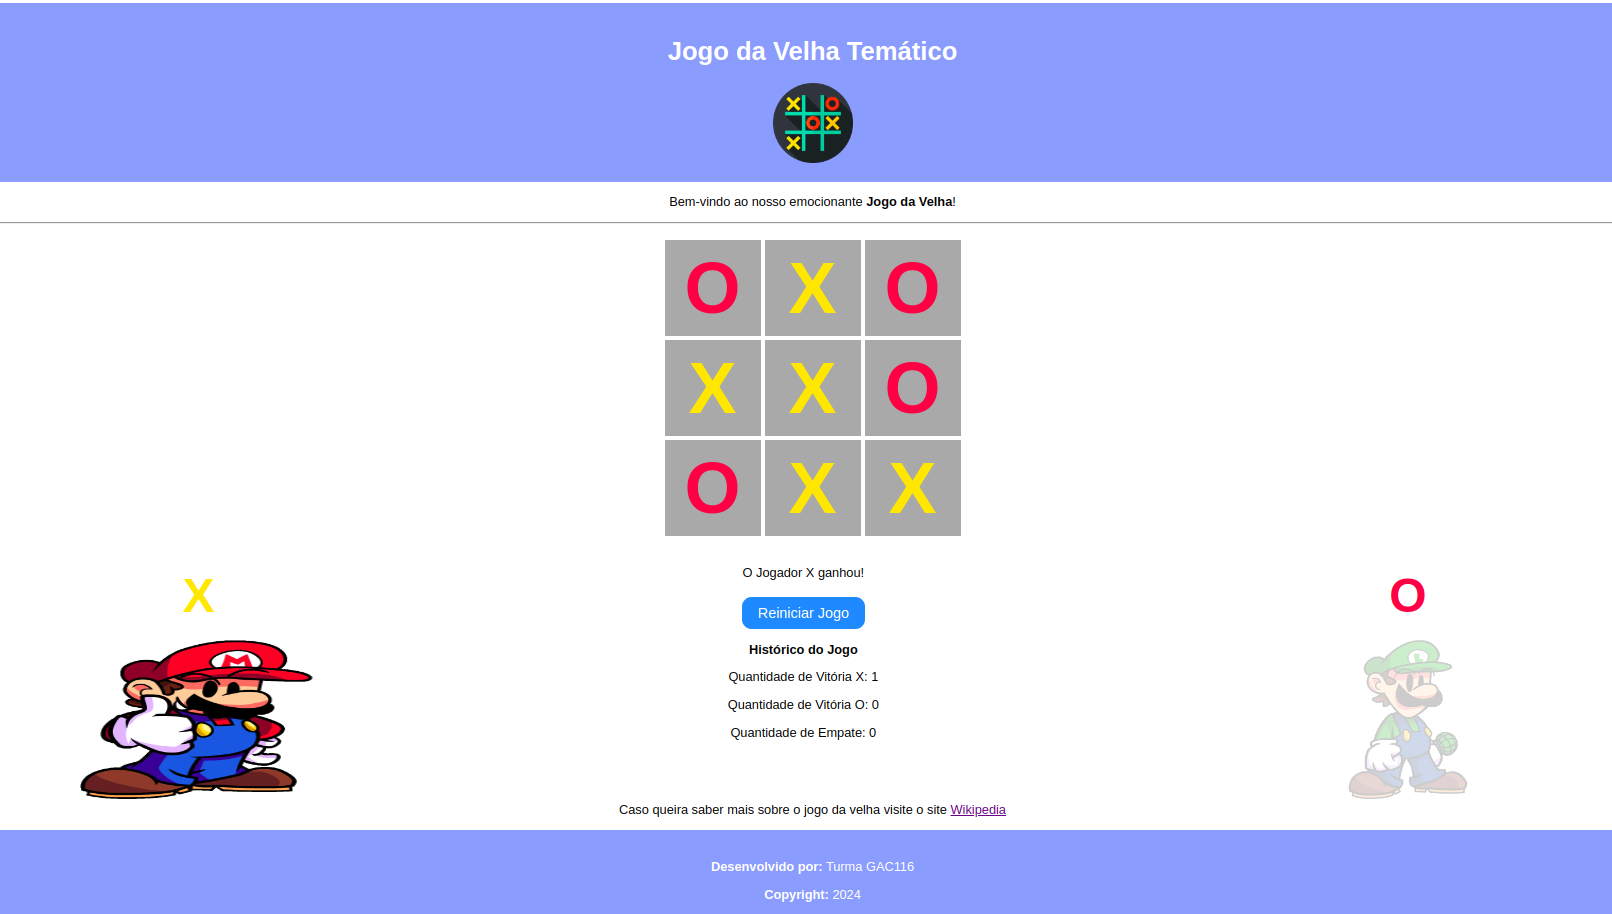 Jogo da Velha Temático
X O
O X
X
Bem-vindo ao nosso emocionante Jogo da Velha!
O X O
X X O
O X X
O Jogador X ganhou!
X
O
Reiniciar Jogo
Histórico do Jogo
M
L
Quantidade de Vitória X: 1
Quantidade de Vitória O: 0
Quantidade de Empate: 0
Caso queira saber mais sobre o jogo da velha visite o site Wikipedia
Desenvolvido por: Turma GAC116
Copyright: 2024